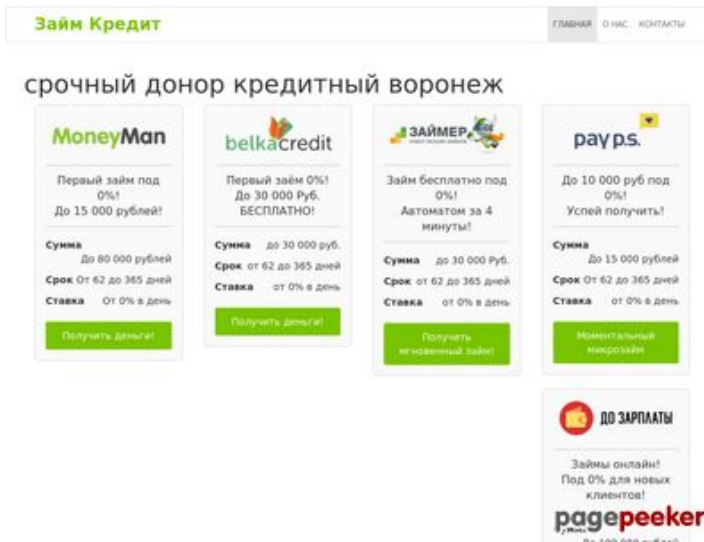 Займ Кредит
ГЛАВНАЯ О НАС КОНТАКТЫ
срочный донор кредитный воронеж
MoneyMan
Первый займ под
0%!
До 15 000 рублей!
Сумма
До 80 000 рублей
Срок От 62 до 365 дней
Ставка От 0% в день
Получить деньги!
belkacredit
Первый заём 0%!
До 30 000 Руб.
БЕСПЛАТНО!
Сумма до 30 000 руб.
Срок от 62 до 365 дней
Ставка от 0% в день
Получить деньги!
ЗАЙМЕР
Займ бесплатно под
0%!
Автоматом за 4
минуты!
Сумма до 30 000 Руб.
Срок от 62 до 365 дней
Ставка от 0% в день
Получить
мгновенный займ!
pay p.s.
До 10 000 руб под
0%!
Успей получить!
Сумма
До 15 000 рублей
Срок От 62 до 365 дней
Ставка От 0% в день
Моментальный
микрозайм
ДО ЗАРПЛАТЫ
Займы онлайн!
Под 0% для новых
клиентов!
pagepeeker
До 100 000 рублей